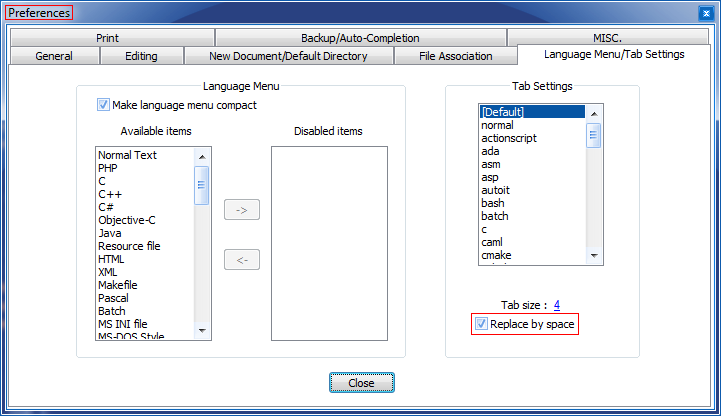 Preferences
Print
Backup/Auto-Completion
MISC.
General
Editing
New Document/Default Directory
File Association
Language Menu/Tab Settings
Language Menu
Make language menu compact
Available items
Disabled items
Normal Text
PHP
C
C++
C#
Objective-C
Java
Resource file
HTML
XML
Makefile
Pascal
Batch
MS INI file
MS-DOS Style
->
<-
Tab Settings
[Default]
normal
actionscript
ada
asm
asp
autoit
bash
batch
c
caml
cmake
Tab size : 4
Replace by space
Close